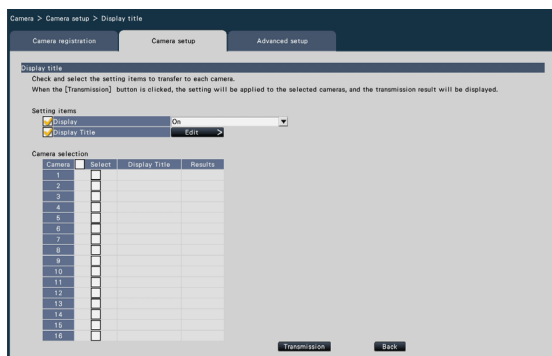 Camera > Camera setup > Display title
Camera registration Camera setup Advanced setup
Display title
Check and select the setting items to transfer to each camera.
When the [Transmission] button is clicked, the setting will be applied to the selected cameras, and the transmission result will be displayed.
Setting items
Display On
Display Title Edit >
Camera selection
Camera Select Display Title Results
1
2
3
4
5
6
7
8
9
10
11
12
13
14
15
16
Transmission Back